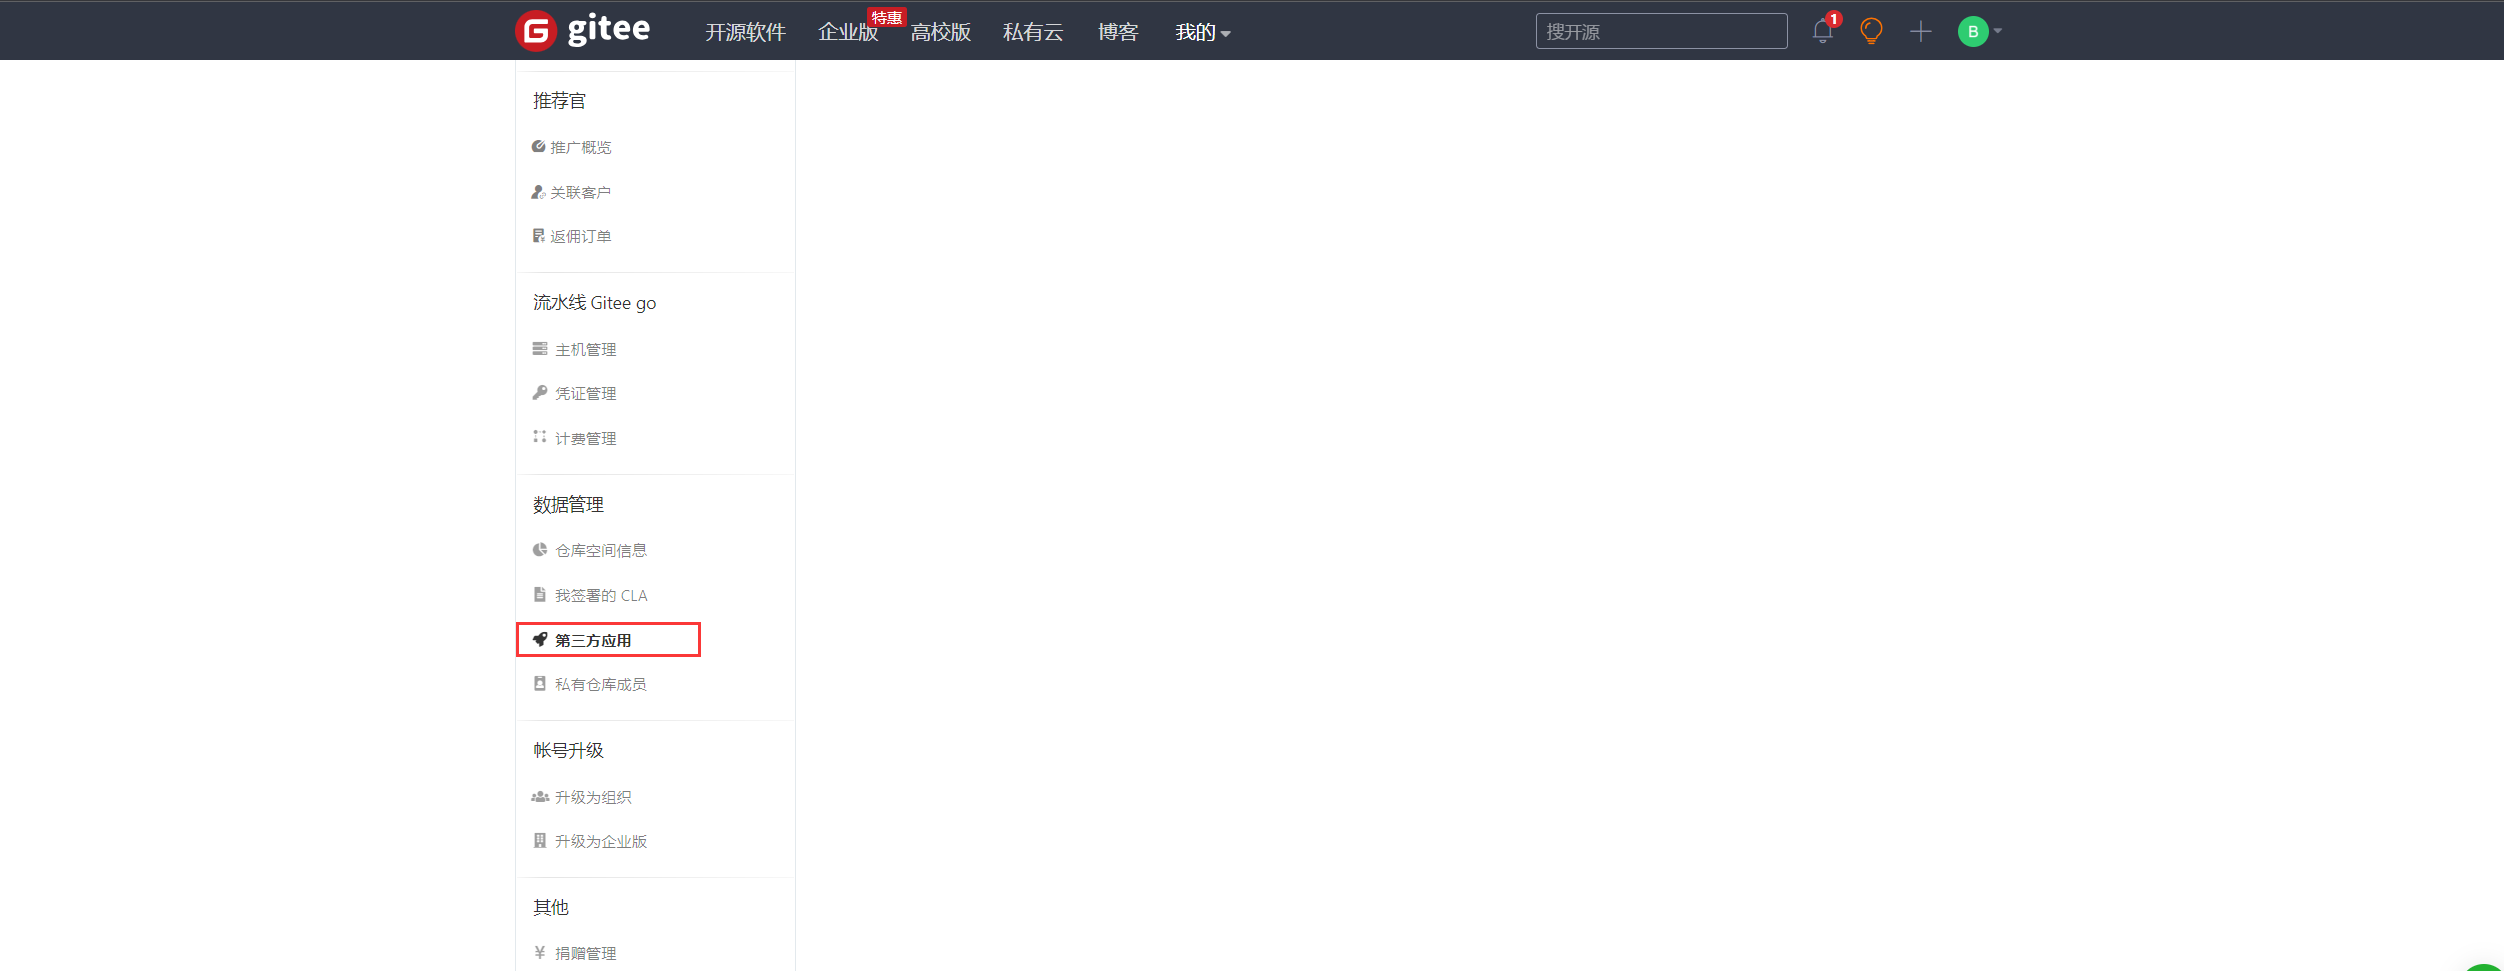 gitee 开源软件 企业版 特惠 高校版 私有云 博客 我的 搜开源 1 B
推荐官
推广概览
关联客户
返佣订单
流水线 Gitee go
主机管理
凭证管理
计费管理
数据管理
仓库空间信息
我签署的 CLA
第三方应用
私有仓库成员
帐号升级
升级为组织
升级为企业版
其他
¥ 捐赠管理